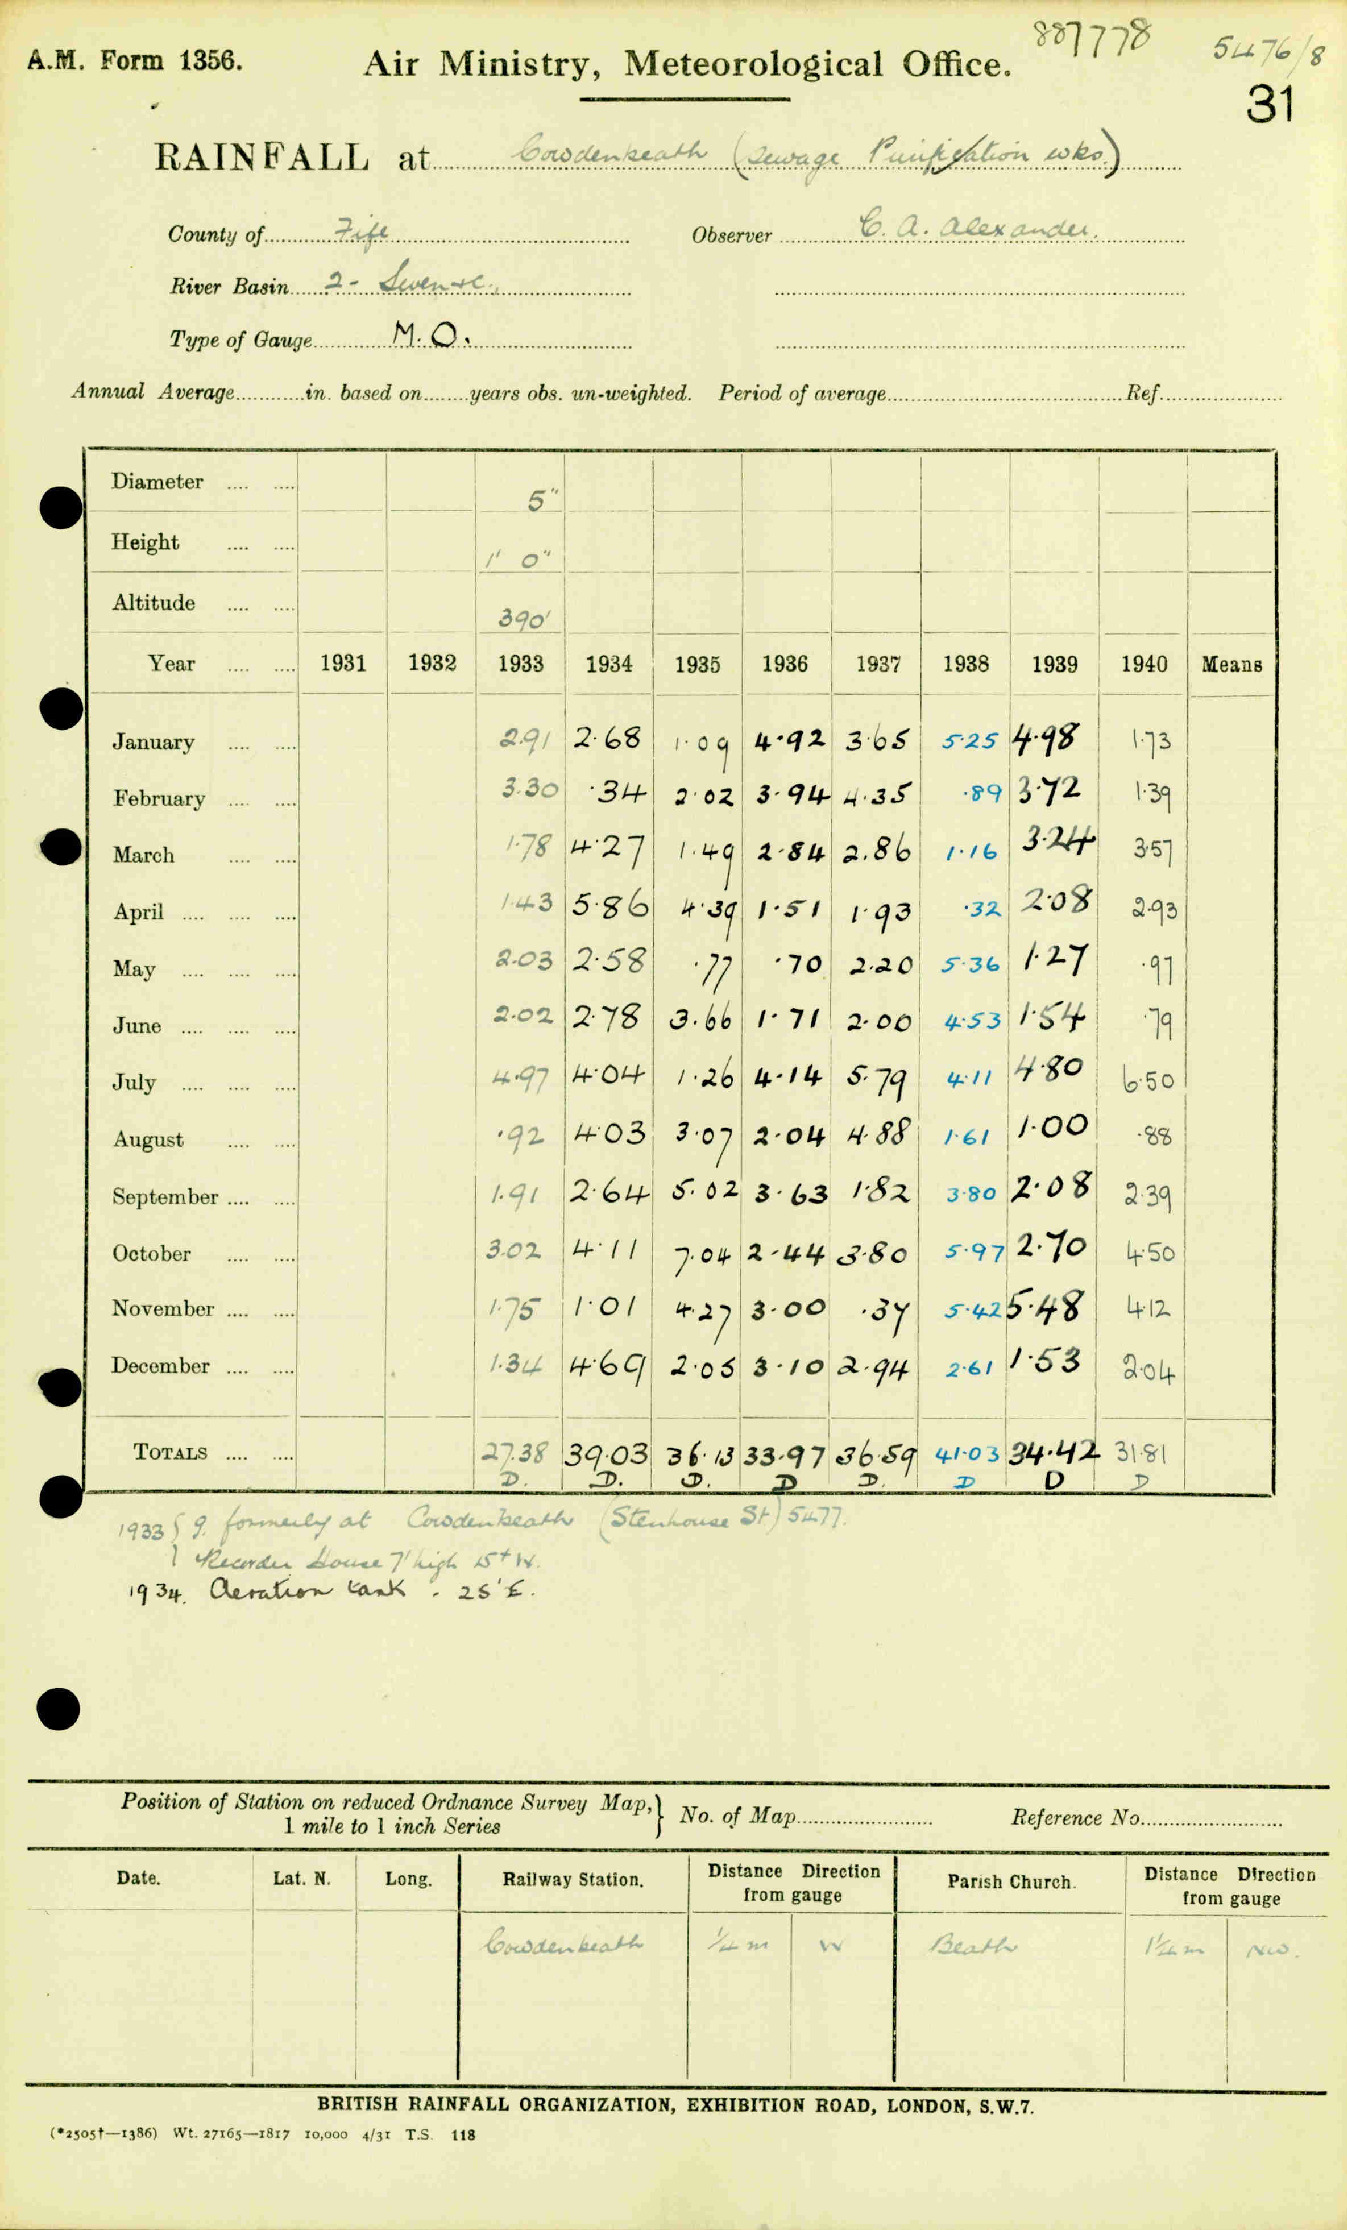 887778
5476/8
A.M. Form 1356.
Air Ministry, Meteorological Office.
31
RAINFALL at Cowdenbeath (Sewage Purification wks.)
County of Fife Observer C. A. Alexander.
River Basin 2 -
Type of Gauge M.O.
Annual Average in. based on years obs. un-weighted. Period of average Ref.
Diameter 5"
Height 1' 0"
Altitude 390'
Year 1931 1932 1933 1934 1935 1936 1937 1938 1939 1940 Means
January 2.91 2.68 1.09 4.92 3.65 5.25 4.98 1.73
February 3.30 .34 2.02 3.94 4.35 .89 3.72 1.39
March 1.78 4.27 1.49 2.84 2.86 1.16 3.24 3.57
April 1.43 5.86 4.39 1.51 1.93 .32 2.08 2.93
May 2.03 2.58 .77 .70 2.20 5.36 1.27 .97
June 2.02 2.78 3.66 1.71 2.00 4.53 1.54 .79
July 4.97 4.04 1.26 4.14 5.79 4.11 4.80 6.50
August .92 4.03 3.07 2.04 4.88 1.61 1.00 .88
September 1.91 2.64 5.02 3.63 1.82 3.80 2.08 2.39
October 3.02 4.11 7.04 2.44 3.80 5.97 2.70 4.50
November 1.75 1.01 4.27 3.00 .37 5.42 5.48 4.12
December 1.34 4.69 2.05 3.10 2.94 2.61 1.53 2.04
TOTALS 27.38 39.03 36.13 33.97 36.59 41.03 34.42 31.81
D. D. D. D D. D D D
1933 { g. formerly at Cowdenbeath (Stenhouse St) 5477.
Recorder House 7' high 15ft W.
1934. Aeration tank . 25' E.
Position of Station on reduced Ordnance Survey Map, } No. of Map Reference No.
1 mile to 1 inch Series
Date. Lat. N. Long. Railway Station. Distance Direction from gauge Parish Church. Distance Direction from gauge
Cowdenbeath 1/4 m W Beath 1 1/4 m NW.
BRITISH RAINFALL ORGANIZATION, EXHIBITION ROAD, LONDON, S.W.7.
(*2505†—1386) Wt. 27165—1817 10,000 4/31 T.S. 118